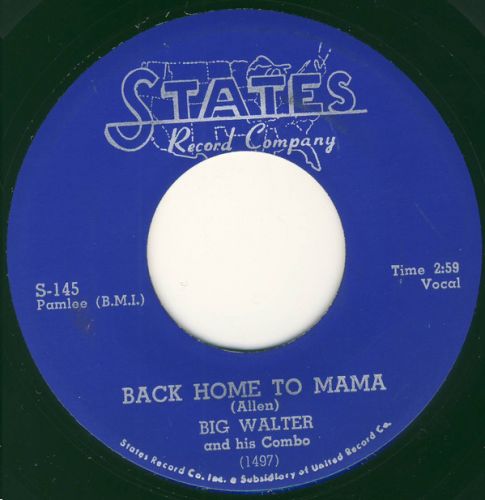 STATES
Record Company
S-145
Pamlee (B.M.I.)
Time 2:59
Vocal
BACK HOME TO MAMA
(Allen)
BIG WALTER
and his Combo
(1497)
States Record Co., Inc. a Subsidiary of United Record Co.